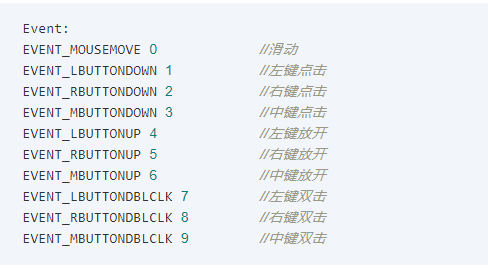 Event:
EVENT_MOUSEMOVE 0 //滑动
EVENT_LBUTTONDOWN 1 //左键点击
EVENT_RBUTTONDOWN 2 //右键点击
EVENT_MBUTTONDOWN 3 //中键点击
EVENT_LBUTTONUP 4 //左键放开
EVENT_RBUTTONUP 5 //右键放开
EVENT_MBUTTONUP 6 //中键放开
EVENT_LBUTTONDBLCLK 7 //左键双击
EVENT_RBUTTONDBLCLK 8 //右键双击
EVENT_MBUTTONDBLCLK 9 //中键双击